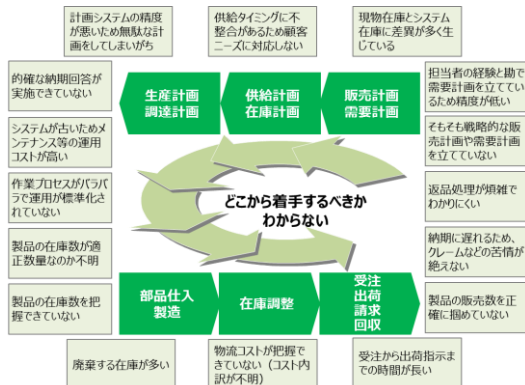 計画システムの精度
が悪いため無駄な計
画をしてしまいがち
供給タイミングに不
整合があるため顧客
ニーズに対応しない
現物在庫とシステム
在庫に差異が多く生
じている
的確な納期回答が
実施できていない
生産計画
調達計画
供給計画
在庫計画
販売計画
需要計画
担当者の経験と勘で
需要計画を立ててい
るため精度が低い
システムが古いためメ
ンテナンス等の運用
コストが高い
そもそも戦略的な販
売計画や需要計画
を立てていない
作業プロセスがバラバ
ラで運用が標準化さ
れていない
どこから着手するべきか
わからない
返品処理が煩雑で
わかりにくい
製品の在庫数が適
正数量なのか不明
納期に遅れるため、
クレームなどの苦情が
絶えない
製品の在庫数を把
握できていない
部品仕入
製造
在庫調整
受注
出荷
請求
回収
製品の販売数を正
確に掴めていない
廃棄する在庫が多い
物流コストが把握で
きていない（コスト内
訳が不明）
受注から出荷指示ま
での時間が長い